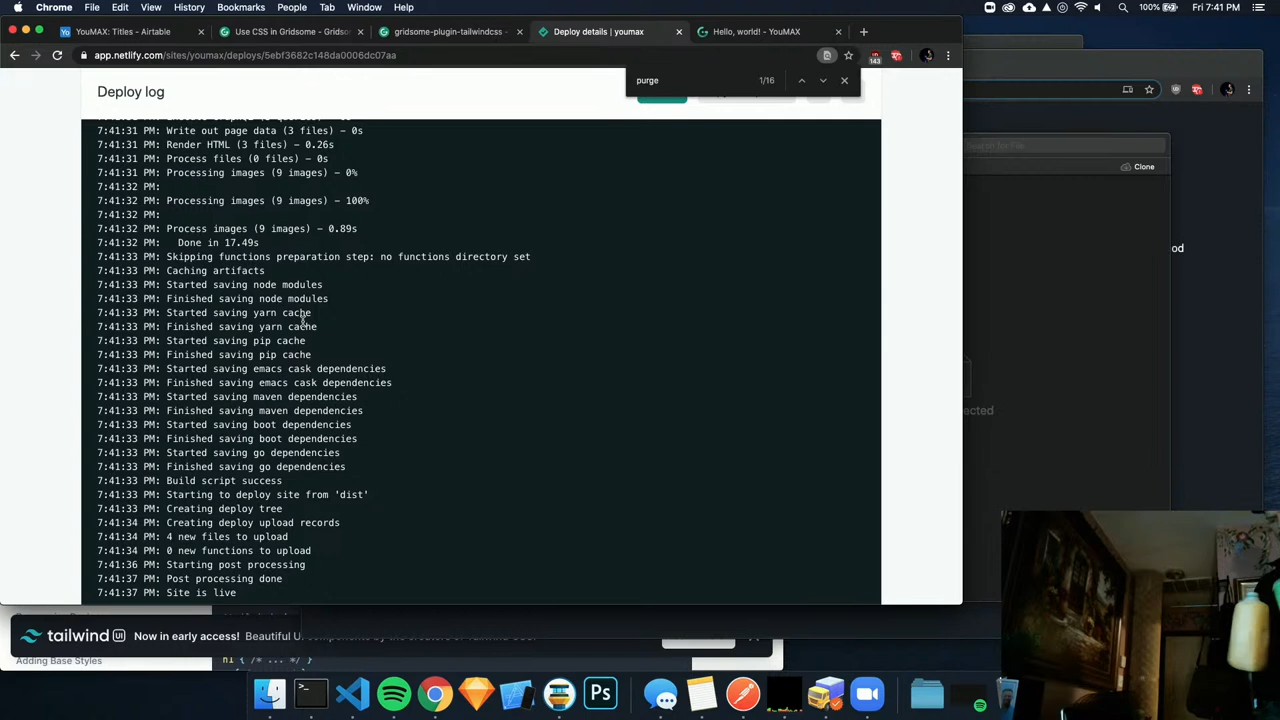 Chrome File Edit View History Bookmarks People Tab Window Help
100% Fri 7:41 PM
YouMAX: Titles - Airtable
Use CSS in Gridsome - Gridso
gridsome-plugin-tailwindcss -
Deploy details | youmax
Hello, world! - YouMAX
app.netlify.com/sites/youmax/deploys/5ebf3682c148da0006dc07aa
143
purge 1/16
Deploy log
Search for File
Clone
7:41:31 PM: Write out page data (3 files) – 0s
7:41:31 PM: Render HTML (3 files) – 0.26s
7:41:31 PM: Process files (0 files) – 0s
7:41:31 PM: Processing images (9 images) – 0%
7:41:32 PM:
7:41:32 PM: Processing images (9 images) – 100%
7:41:32 PM:
7:41:32 PM: Process images (9 images) – 0.89s
7:41:32 PM: Done in 17.49s
7:41:33 PM: Skipping functions preparation step: no functions directory set
7:41:33 PM: Caching artifacts
7:41:33 PM: Started saving node modules
7:41:33 PM: Finished saving node modules
7:41:33 PM: Started saving yarn cache
7:41:33 PM: Finished saving yarn cache
7:41:33 PM: Started saving pip cache
7:41:33 PM: Finished saving pip cache
7:41:33 PM: Started saving emacs cask dependencies
7:41:33 PM: Finished saving emacs cask dependencies
7:41:33 PM: Started saving maven dependencies
7:41:33 PM: Finished saving maven dependencies
7:41:33 PM: Started saving boot dependencies
7:41:33 PM: Finished saving boot dependencies
7:41:33 PM: Started saving go dependencies
7:41:33 PM: Finished saving go dependencies
7:41:33 PM: Build script success
7:41:33 PM: Starting to deploy site from 'dist'
7:41:33 PM: Creating deploy tree
7:41:34 PM: Creating deploy upload records
7:41:34 PM: 4 new files to upload
7:41:34 PM: 0 new functions to upload
7:41:36 PM: Starting post processing
7:41:37 PM: Post processing done
7:41:37 PM: Site is live
od
ected
tailwind UI Now in early access! Beautiful UI components by the creators of
Adding Base Styles
h1 { /* ... */ }
Ps